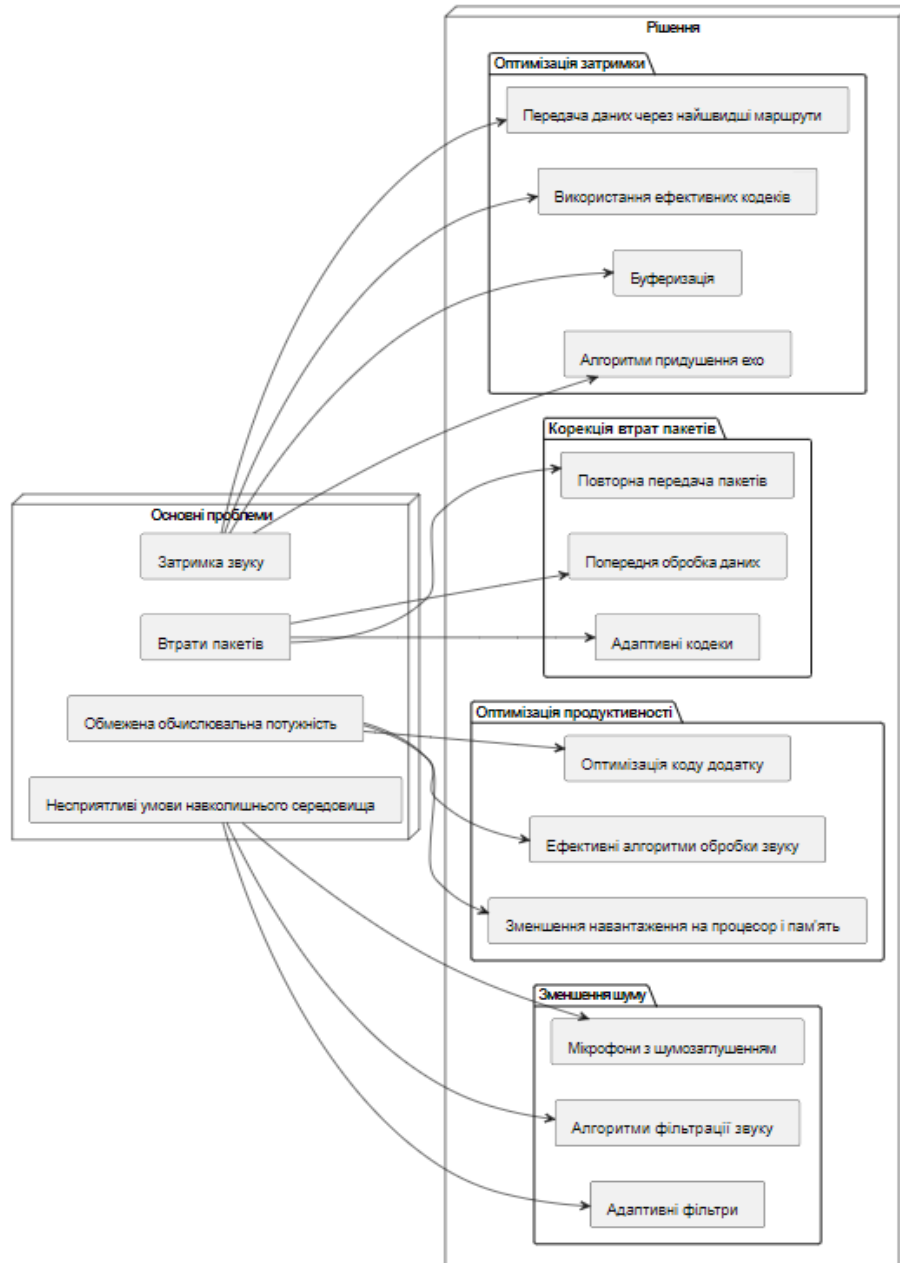 Рішення
Оптимізація затримки
Передача даних через найшвидші маршрути
Використання ефективних кодеків
Буферизація
Алгоритми придушення ехо
Корекція втрат пакетів
Повторна передача пакетів
Попередня обробка даних
Адаптивні кодеки
Основні проблеми
Затримка звуку
Втрати пакетів
Обмежена обчислювальна потужність
Несприятливі умови навколишнього середовища
Оптимізація продуктивності
Оптимізація коду додатку
Ефективні алгоритми обробки звуку
Зменшення навантаження на процесор і пам'ять
Зменшення шуму
Мікрофони з шумозаглушенням
Алгоритми фільтрації звуку
Адаптивні фільтри